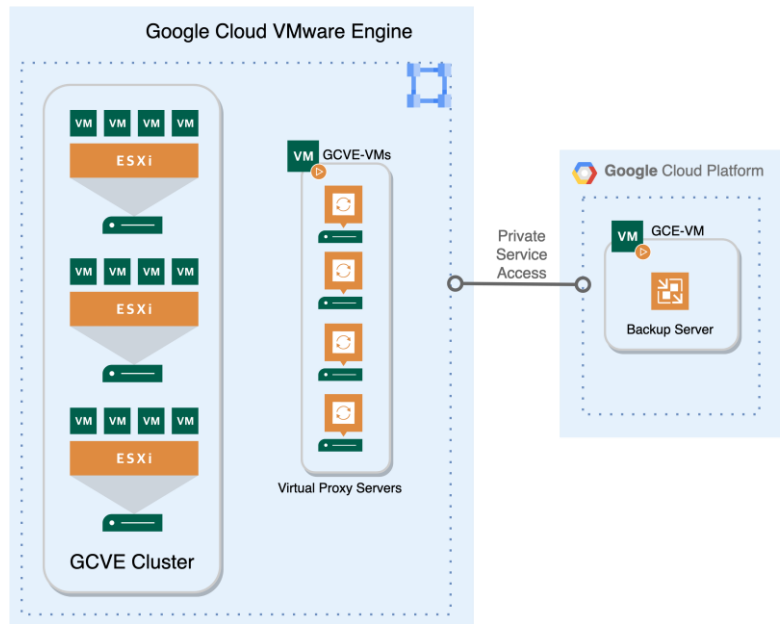 Google Cloud VMware Engine
VM VM VM VM
ESXi
VM VM VM VM
ESXi
VM VM VM VM
ESXi
GCVE Cluster
VM GCVE-VMs
Virtual Proxy Servers
Private
Service
Access
Google Cloud Platform
VM GCE-VM
Backup Server